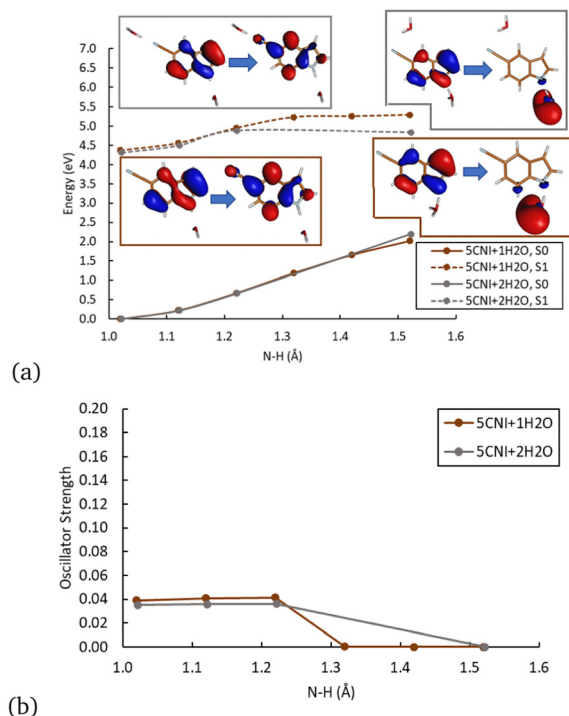 7.0
6.5
6.0
5.5
5.0
4.5
4.0
3.5
3.0
2.5
2.0
1.5
1.0
0.5
0.0
Energy (eV)
1.0 1.1 1.2 1.3 1.4 1.5 1.6
N-H (Å)
5CNI+1H2O, S0
5CNI+1H2O, S1
5CNI+2H2O, S0
5CNI+2H2O, S1
(a)
0.20
0.18
0.16
0.14
0.12
0.10
0.08
0.06
0.04
0.02
0.00
Oscillator Strength
1.0 1.1 1.2 1.3 1.4 1.5 1.6
N-H (Å)
5CNI+1H2O
5CNI+2H2O
(b)